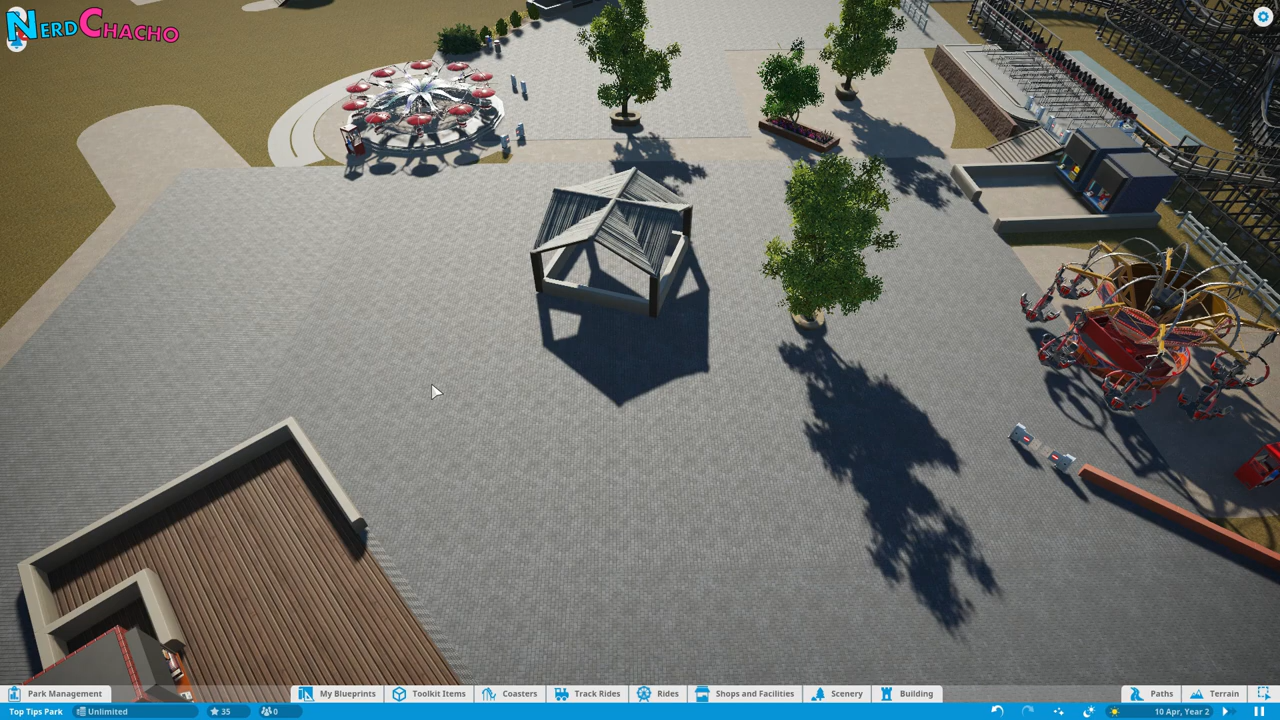 NERDCHACHO
Park Management
My Blueprints
Toolkit Items
Coasters
Track Rides
Rides
Shops and Facilities
Scenery
Building
Paths
Terrain
Top Tips Park
Unlimited
35
0
10 Apr, Year 2